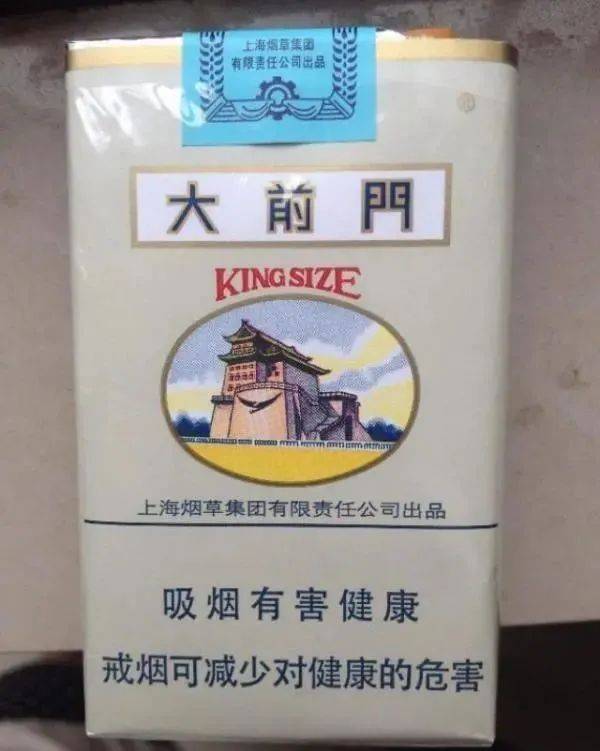 上海烟草集团
有限责任公司出品
大前門
KING SIZE
上海烟草集团有限责任公司出品
吸烟有害健康
戒烟可减少对健康的危害